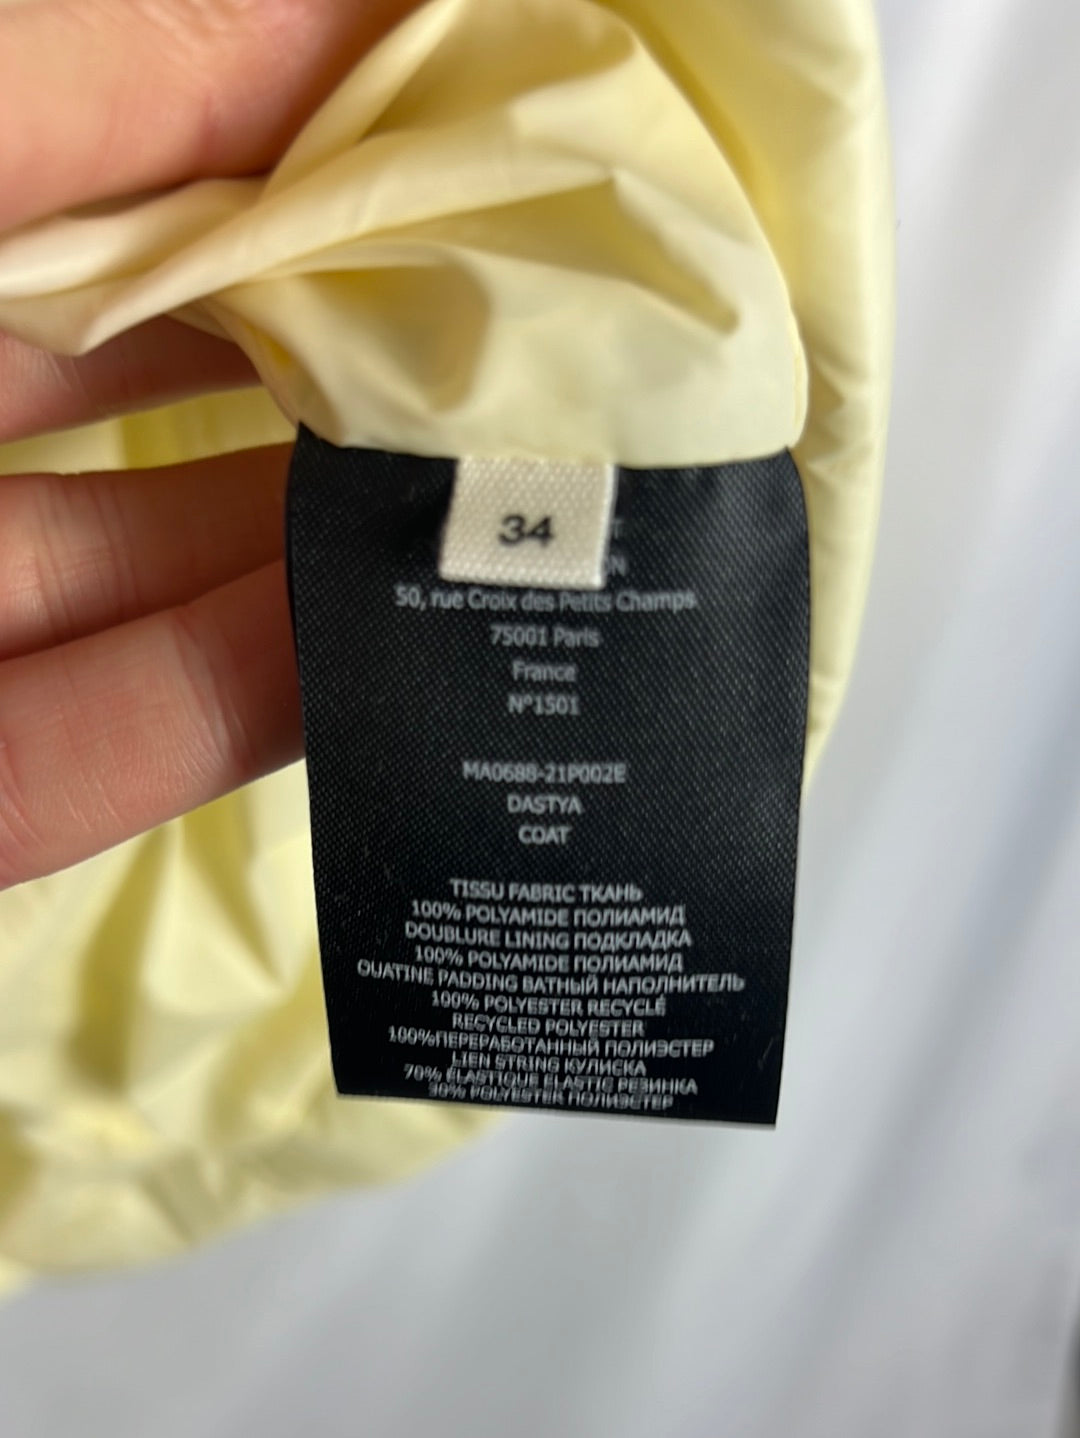 34
50, rue Croix des Petits Champs
75001 Paris
France
N°1501
MA0688-21P002E
DASTYA
COAT
TISSU FABRIC ТКАНЬ
100% POLYAMIDE ПОЛИАМИД
DOUBLURE LINING ПОДКЛАДКА
100% POLYAMIDE ПОЛИАМИД
OUATINE PADDING ВАТНЫЙ НАПОЛНИТЕЛЬ
100% POLYESTER RECYCLÉ
RECYCLED POLYESTER
100%ПЕРЕРАБОТАННЫЙ ПОЛИЭСТЕР
LIEN STRING КУЛИСКА
70% ÉLASTIQUE ELASTIC РЕЗИНКА
30% POLYESTER ПОЛИЭСТЕР